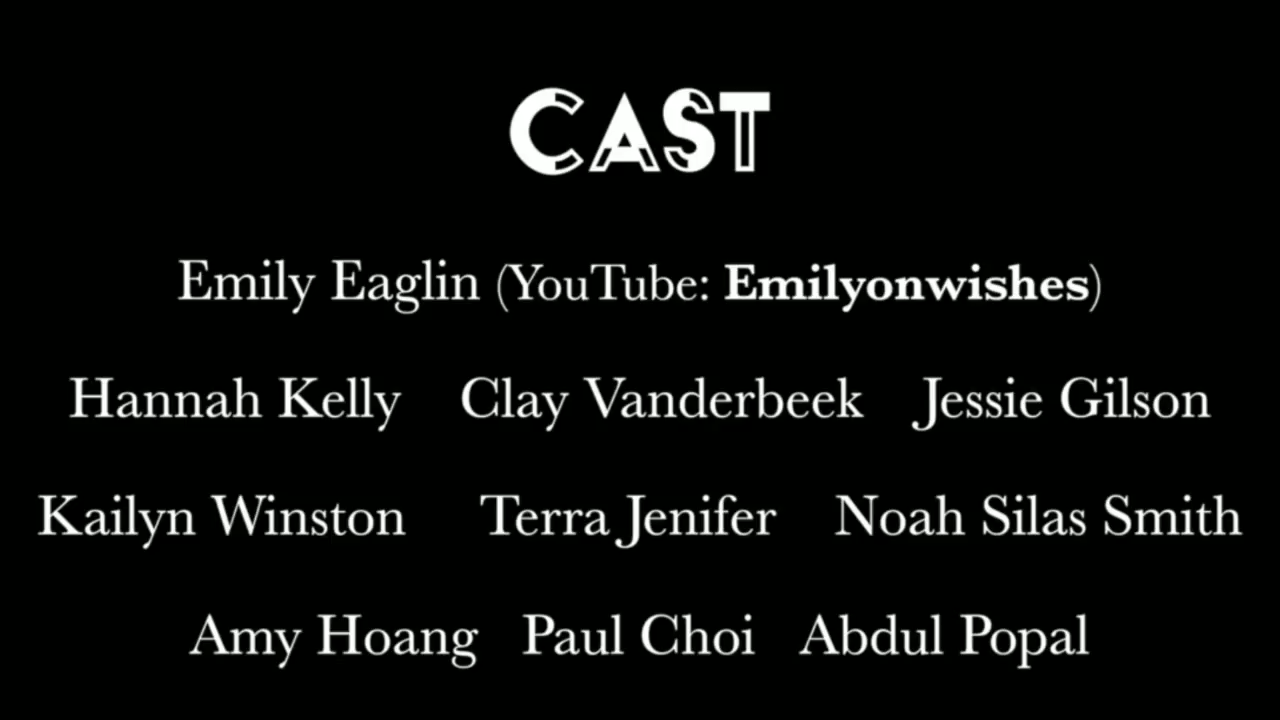 CAST
Emily Eaglin (YouTube: Emilyonwishes)
Hannah Kelly Clay Vanderbeek Jessie Gilson
Kailyn Winston Terra Jenifer Noah Silas Smith
Amy Hoang Paul Choi Abdul Popal